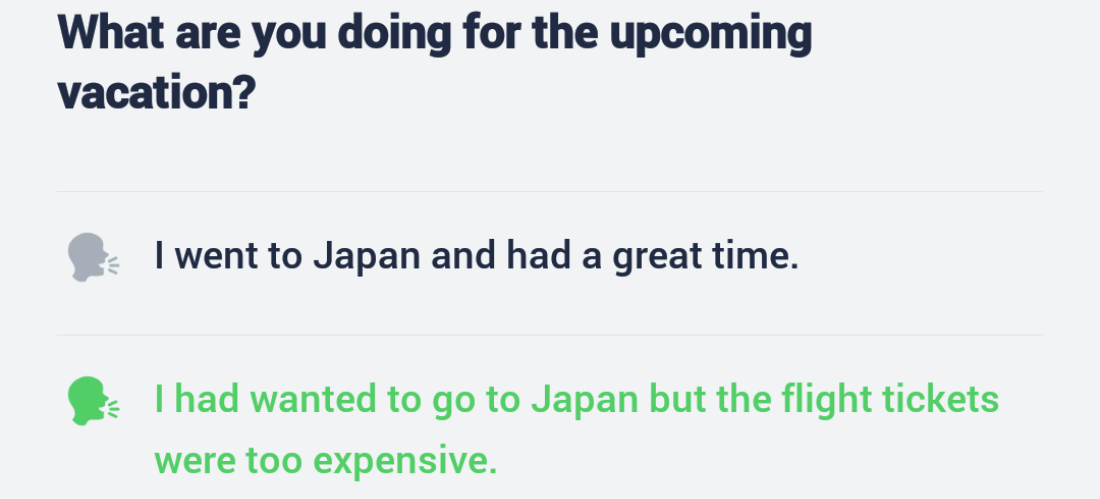 What are you doing for the upcoming
vacation?
I went to Japan and had a great time.
I had wanted to go to Japan but the flight tickets
were too expensive.